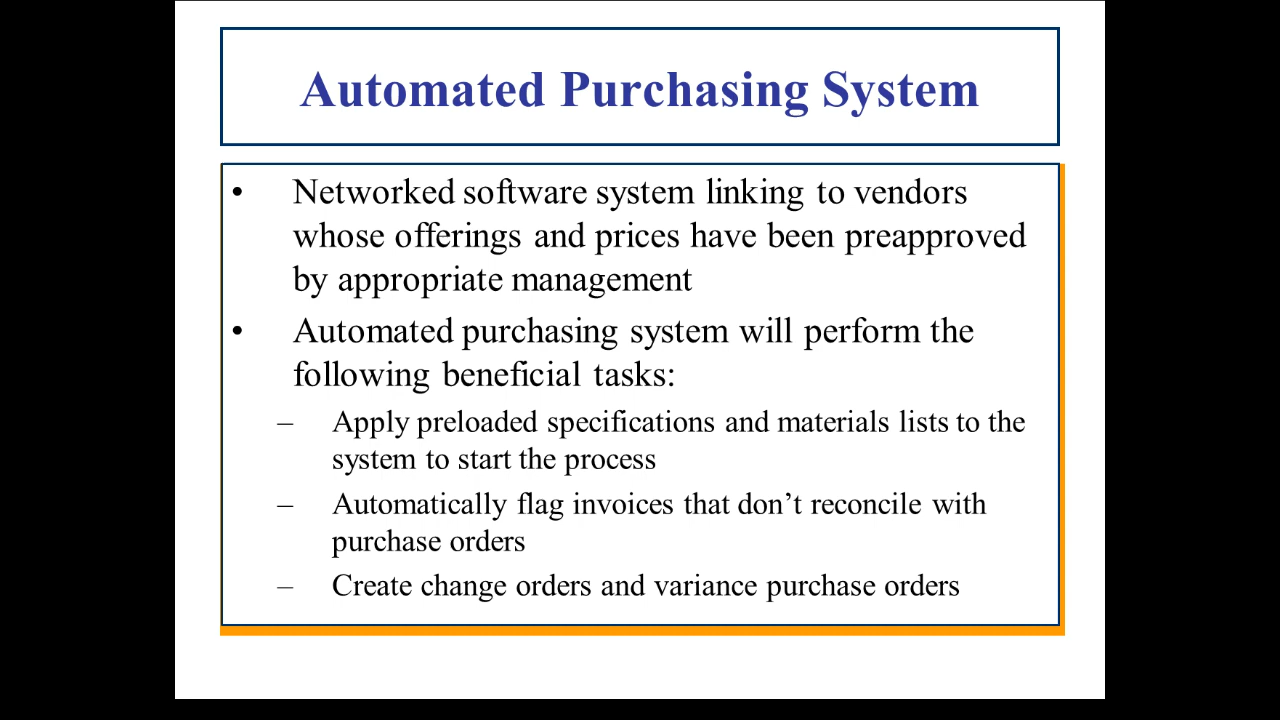 Automated Purchasing System
• Networked software system linking to vendors
whose offerings and prices have been preapproved
by appropriate management
• Automated purchasing system will perform the
following beneficial tasks:
– Apply preloaded specifications and materials lists to the
system to start the process
– Automatically flag invoices that don’t reconcile with
purchase orders
– Create change orders and variance purchase orders